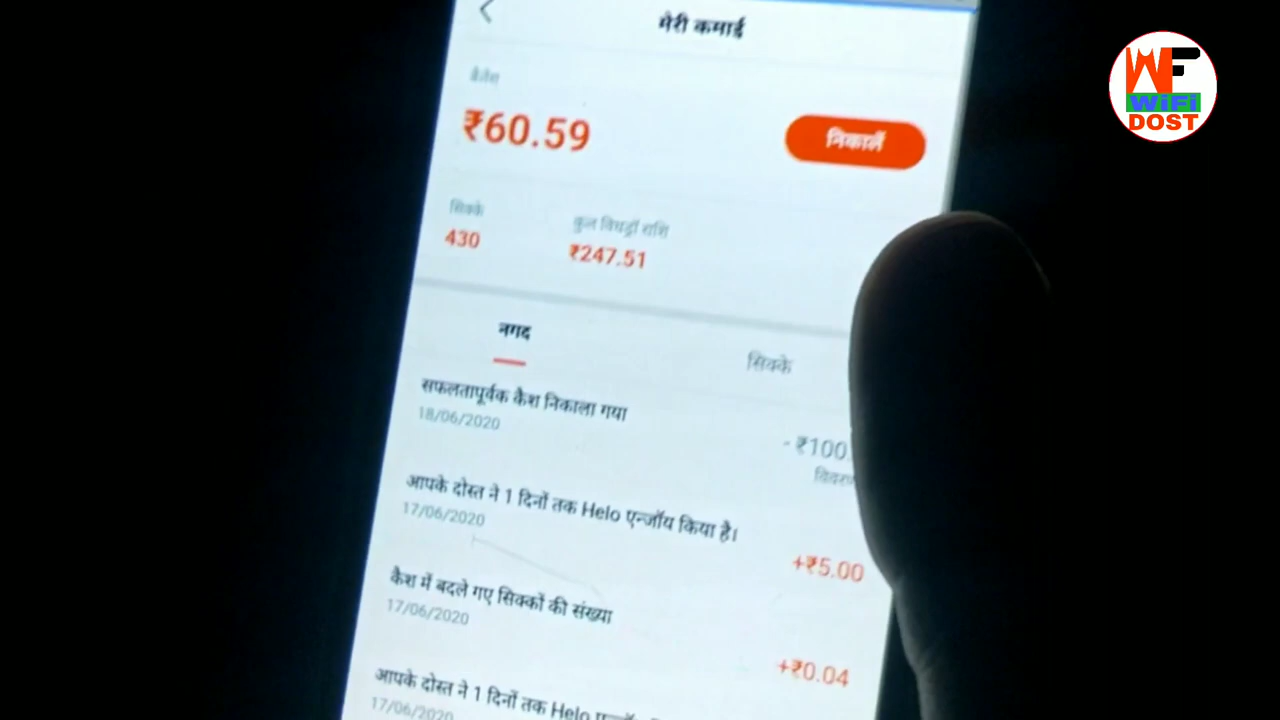 मेरी कमाई
बैलेंस
₹60.59
निकालें
सिक्के
कुल विथड्रॉ राशि
430
₹247.51
नगद
सिक्के
सफलतापूर्वक कैश निकाला गया
18/06/2020
- ₹100
आपके दोस्त ने 1 दिनों तक Helo एन्जॉय किया है।
17/06/2020
+₹5.00
कैश में बदले गए सिक्कों की संख्या
17/06/2020
+₹0.04
आपके दोस्त ने 1 दिनों तक Helo
17/06/2020
WF
WiFi
DOST